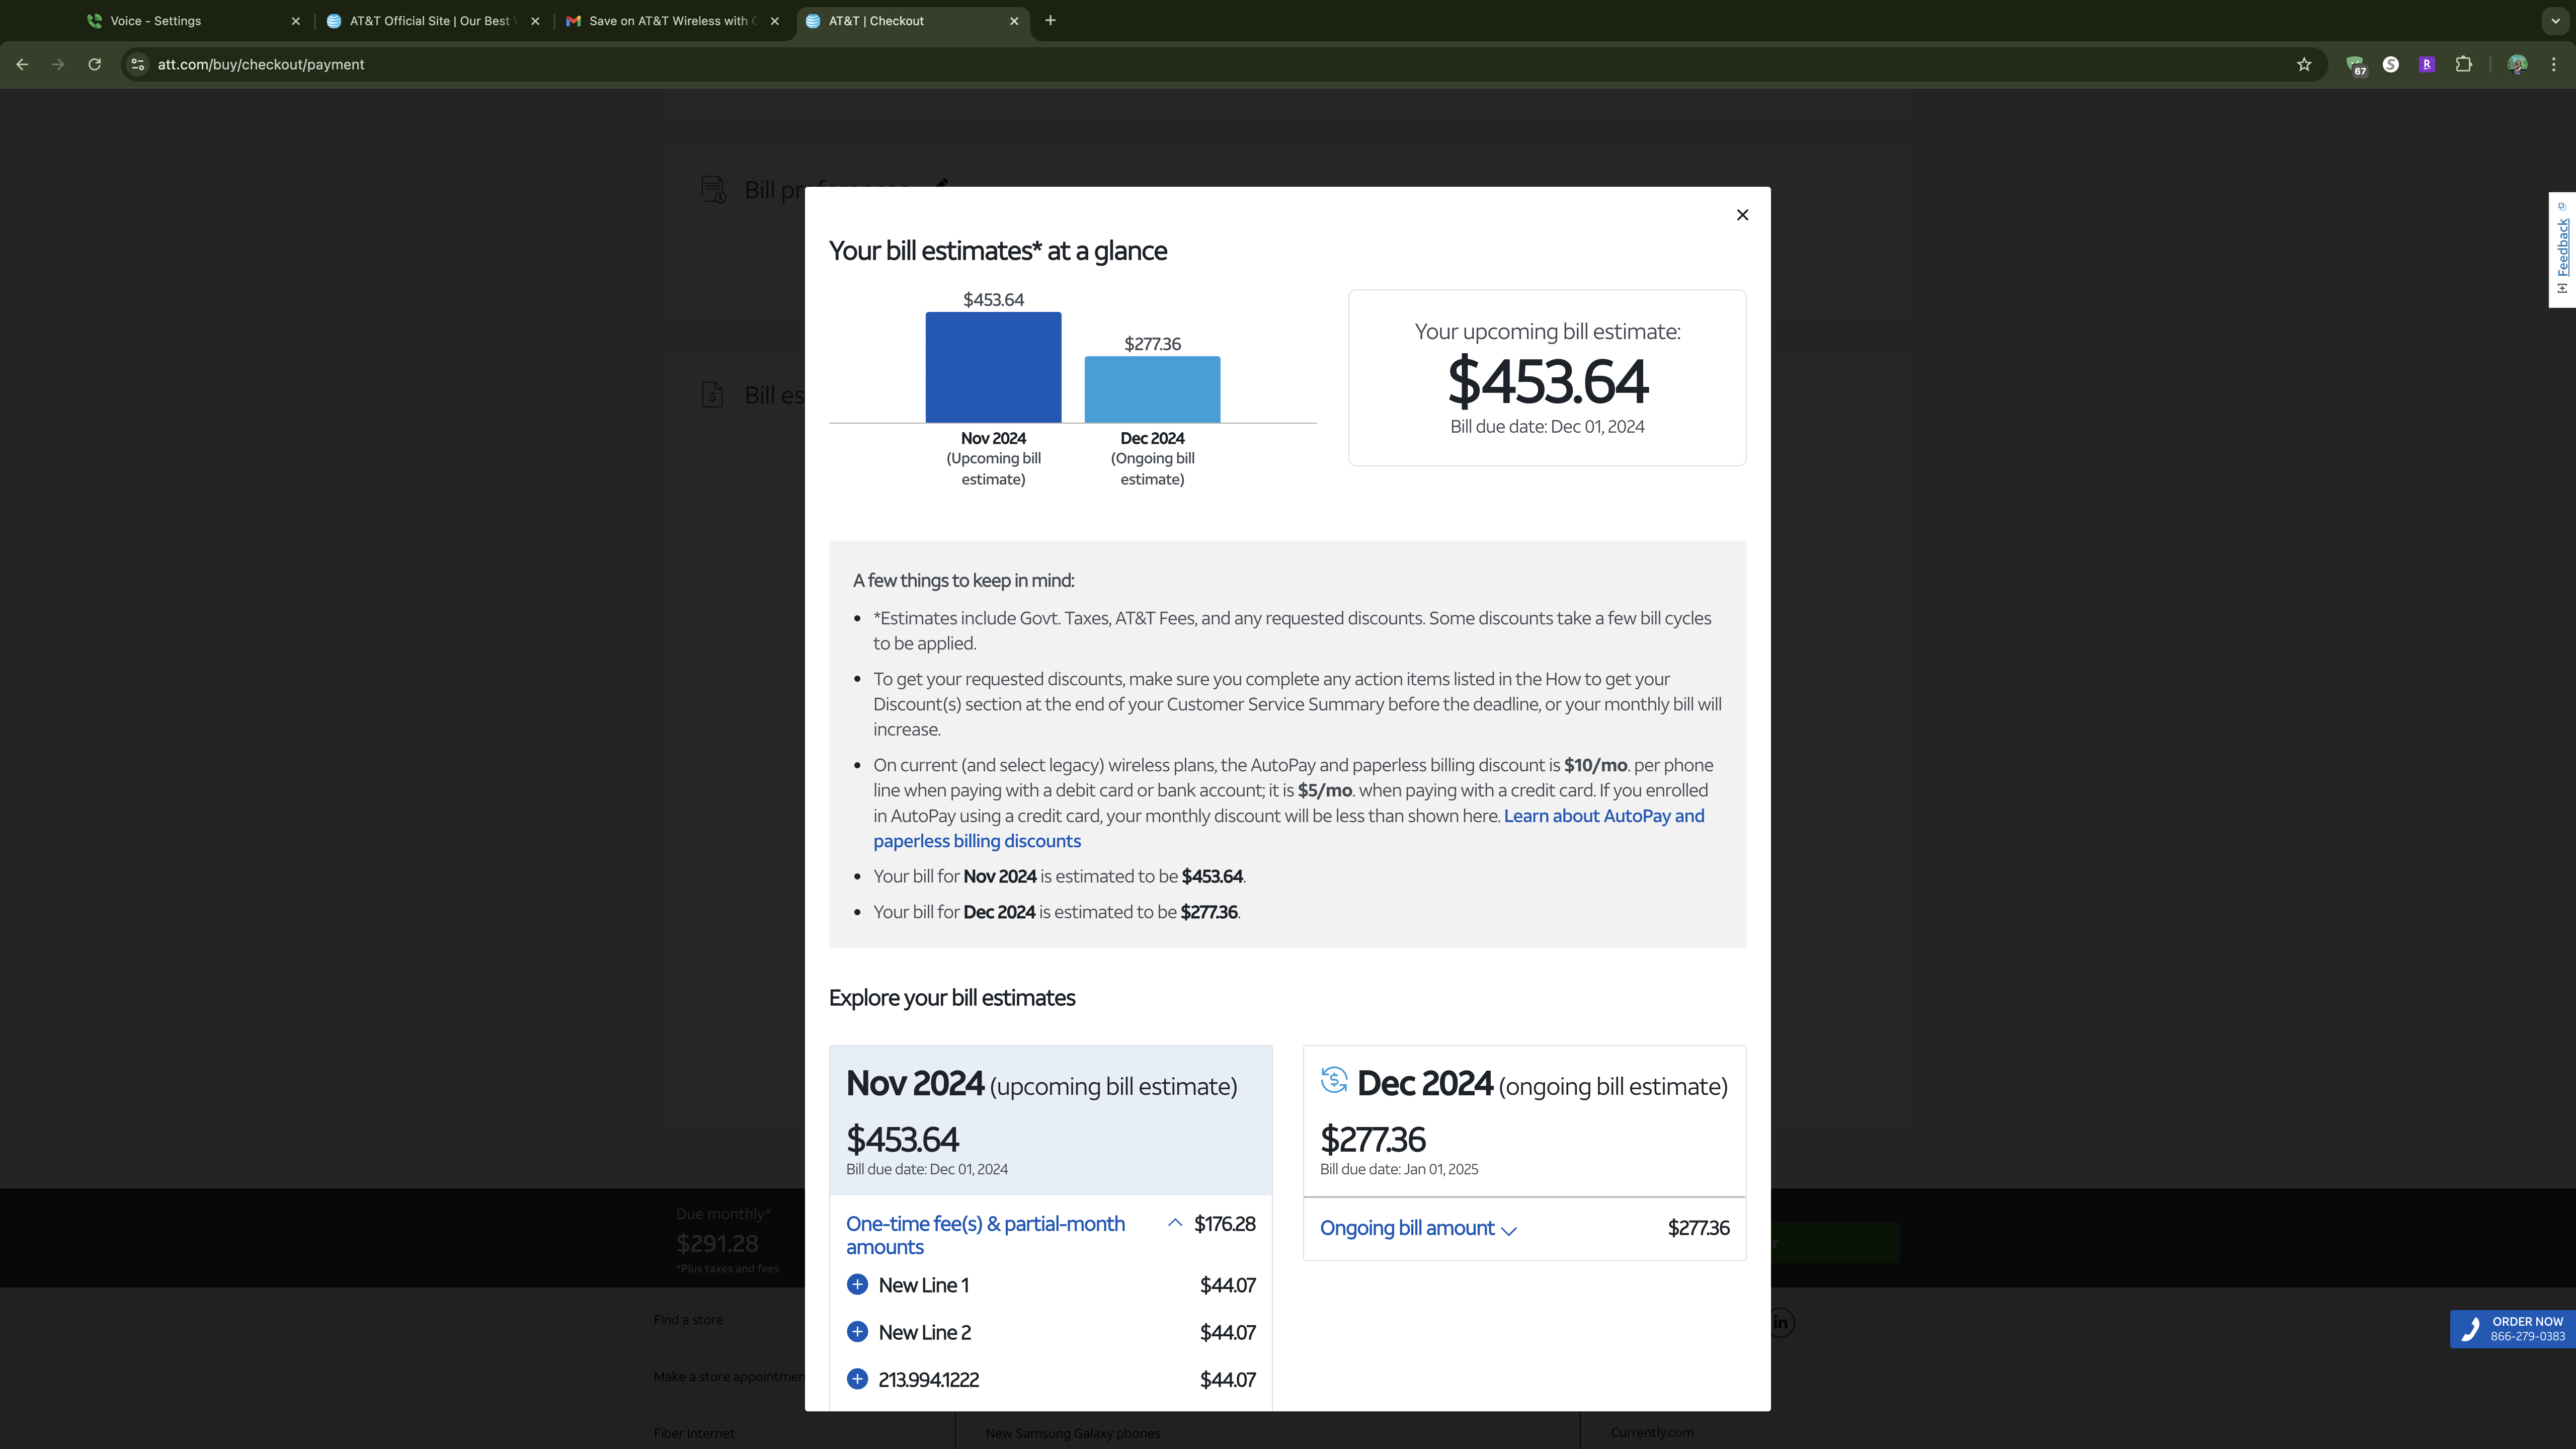 Voice - Settings
AT&T Official Site | Our Best
Save on AT&T Wireless with
AT&T | Checkout
att.com/buy/checkout/payment
67
S
R
Bill
Feedback
[+]
Your bill estimates* at a glance
$453.64
$277.36
Nov 2024
(Upcoming bill
estimate)
Dec 2024
(Ongoing bill
estimate)
Your upcoming bill estimate:
$453.64
Bill due date: Dec 01, 2024
Bill es
A few things to keep in mind:
• *Estimates include Govt. Taxes, AT&T Fees, and any requested discounts. Some discounts take a few bill cycles
to be applied.
• To get your requested discounts, make sure you complete any action items listed in the How to get your
Discount(s) section at the end of your Customer Service Summary before the deadline, or your monthly bill will
increase.
• On current (and select legacy) wireless plans, the AutoPay and paperless billing discount is $10/mo. per phone
line when paying with a debit card or bank account; it is $5/mo. when paying with a credit card. If you enrolled
in AutoPay using a credit card, your monthly discount will be less than shown here. Learn about AutoPay and
paperless billing discounts
• Your bill for Nov 2024 is estimated to be $453.64.
• Your bill for Dec 2024 is estimated to be $277.36.
Explore your bill estimates
Nov 2024 (upcoming bill estimate)
$453.64
Bill due date: Dec 01, 2024
One-time fee(s) & partial-month
amounts
$176.28
New Line 1 $44.07
New Line 2 $44.07
213.994.1222 $44.07
Dec 2024 (ongoing bill estimate)
$277.36
Bill due date: Jan 01, 2025
Ongoing bill amount $277.36
Due monthly*
$291.28
*Plus taxes and fees
Find a store
Make a store appointmen
Fiber Internet
New Samsung Galaxy phones
Currently.com
in
ORDER NOW
866-279-0383